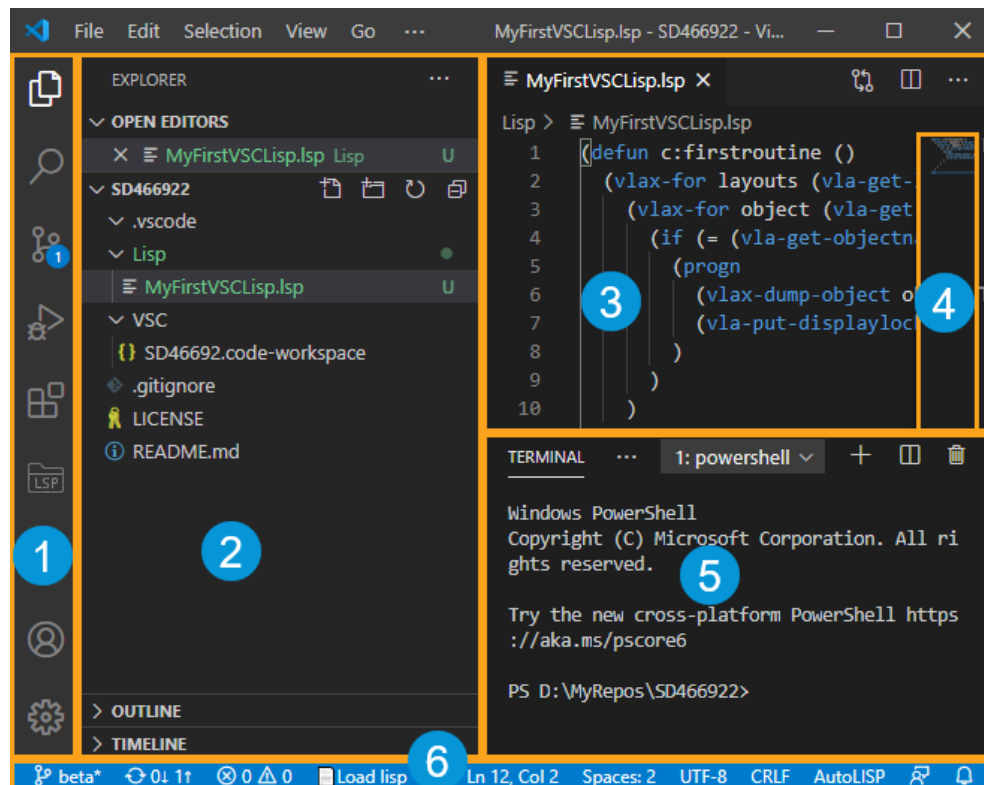 File Edit Selection View Go ··· MyFirstVSCLisp.lsp - SD466922 - Vi...
EXPLORER ···
OPEN EDITORS
MyFirstVSCLisp.lsp Lisp U
SD466922
.vscode
Lisp
MyFirstVSCLisp.lsp U
VSC
{} SD46692.code-workspace
.gitignore
LICENSE
README.md
OUTLINE
TIMELINE
1
LSP
1
2
MyFirstVSCLisp.lsp
Lisp > MyFirstVSCLisp.lsp
1 (defun c:firstroutine ()
2 (vlax-for layouts (vla-get-
3 (vlax-for object (vla-get
4 (if (= (vla-get-objectn
5 (progn
6 (vlax-dump-object o
7 (vla-put-displayloc
8 )
9 )
10 )
3
4
TERMINAL ··· 1: powershell
Windows PowerShell
Copyright (C) Microsoft Corporation. All ri
ghts reserved.
Try the new cross-platform PowerShell https
://aka.ms/pscore6
PS D:\MyRepos\SD466922>
5
6
beta* 0↓ 1↑ 0 0 Load lisp Ln 12, Col 2 Spaces: 2 UTF-8 CRLF AutoLISP